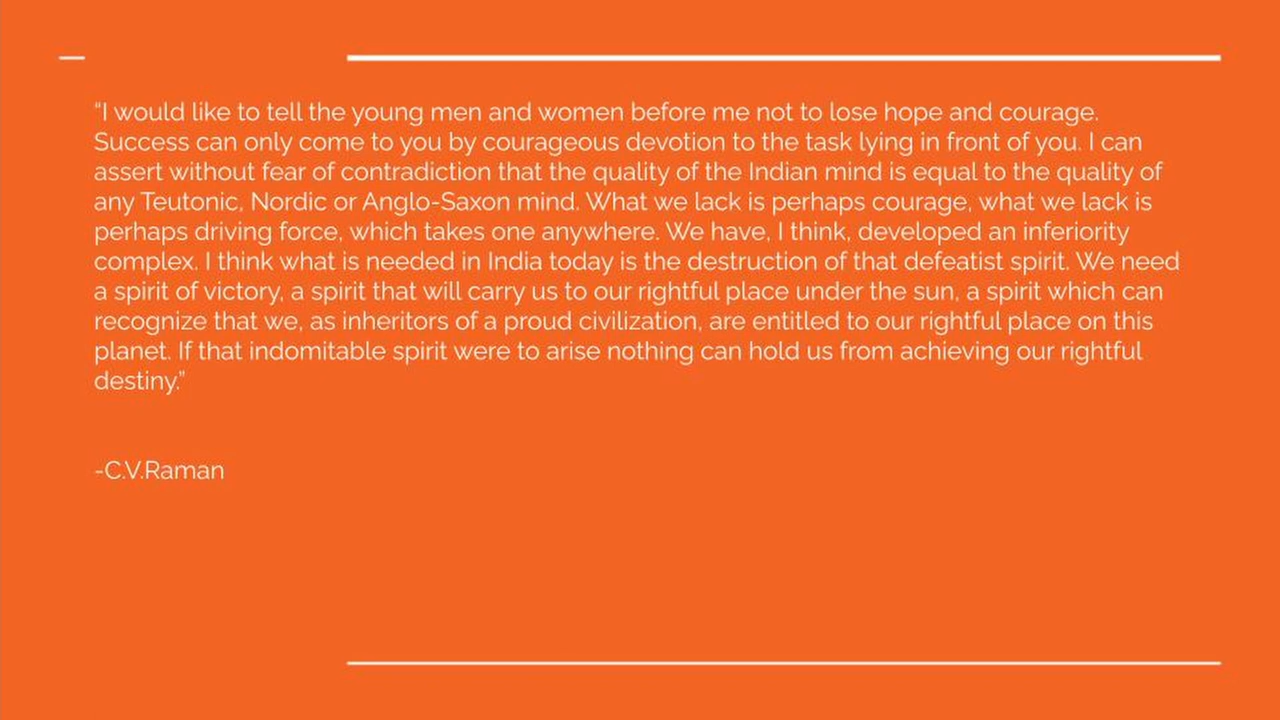 “I would like to tell the young men and women before me not to lose hope and courage.
Success can only come to you by courageous devotion to the task lying in front of you. I can
assert without fear of contradiction that the quality of the Indian mind is equal to the quality of
any Teutonic, Nordic or Anglo-Saxon mind. What we lack is perhaps courage, what we lack is
perhaps driving force, which takes one anywhere. We have, I think, developed an inferiority
complex. I think what is needed in India today is the destruction of that defeatist spirit. We need
a spirit of victory, a spirit that will carry us to our rightful place under the sun, a spirit which can
recognize that we, as inheritors of a proud civilization, are entitled to our rightful place on this
planet. If that indomitable spirit were to arise nothing can hold us from achieving our rightful
destiny.”
-C.V.Raman